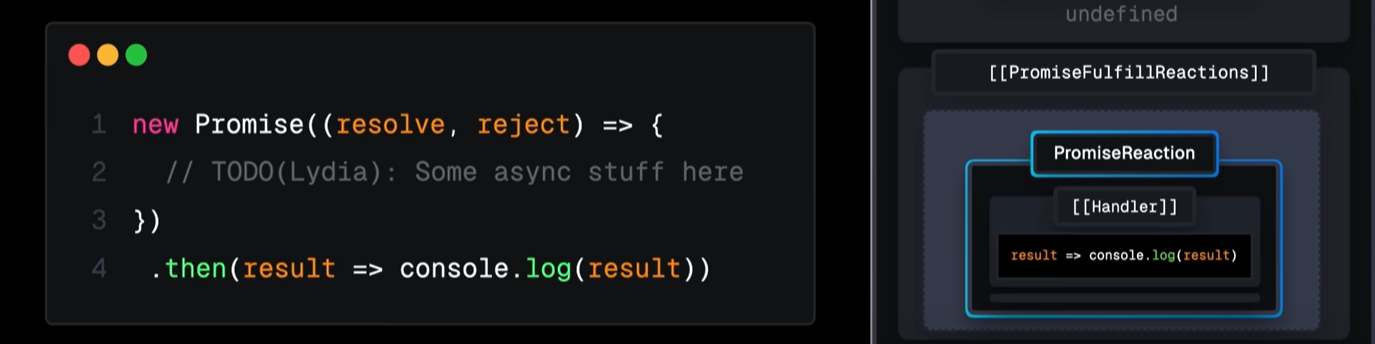 1 new Promise((resolve, reject) => {
2 // TODO(Lydia): Some async stuff here
3 })
4 .then(result => console.log(result))
undefined
[[PromiseFulfillReactions]]
PromiseReaction
[[Handler]]
result => console.log(result)